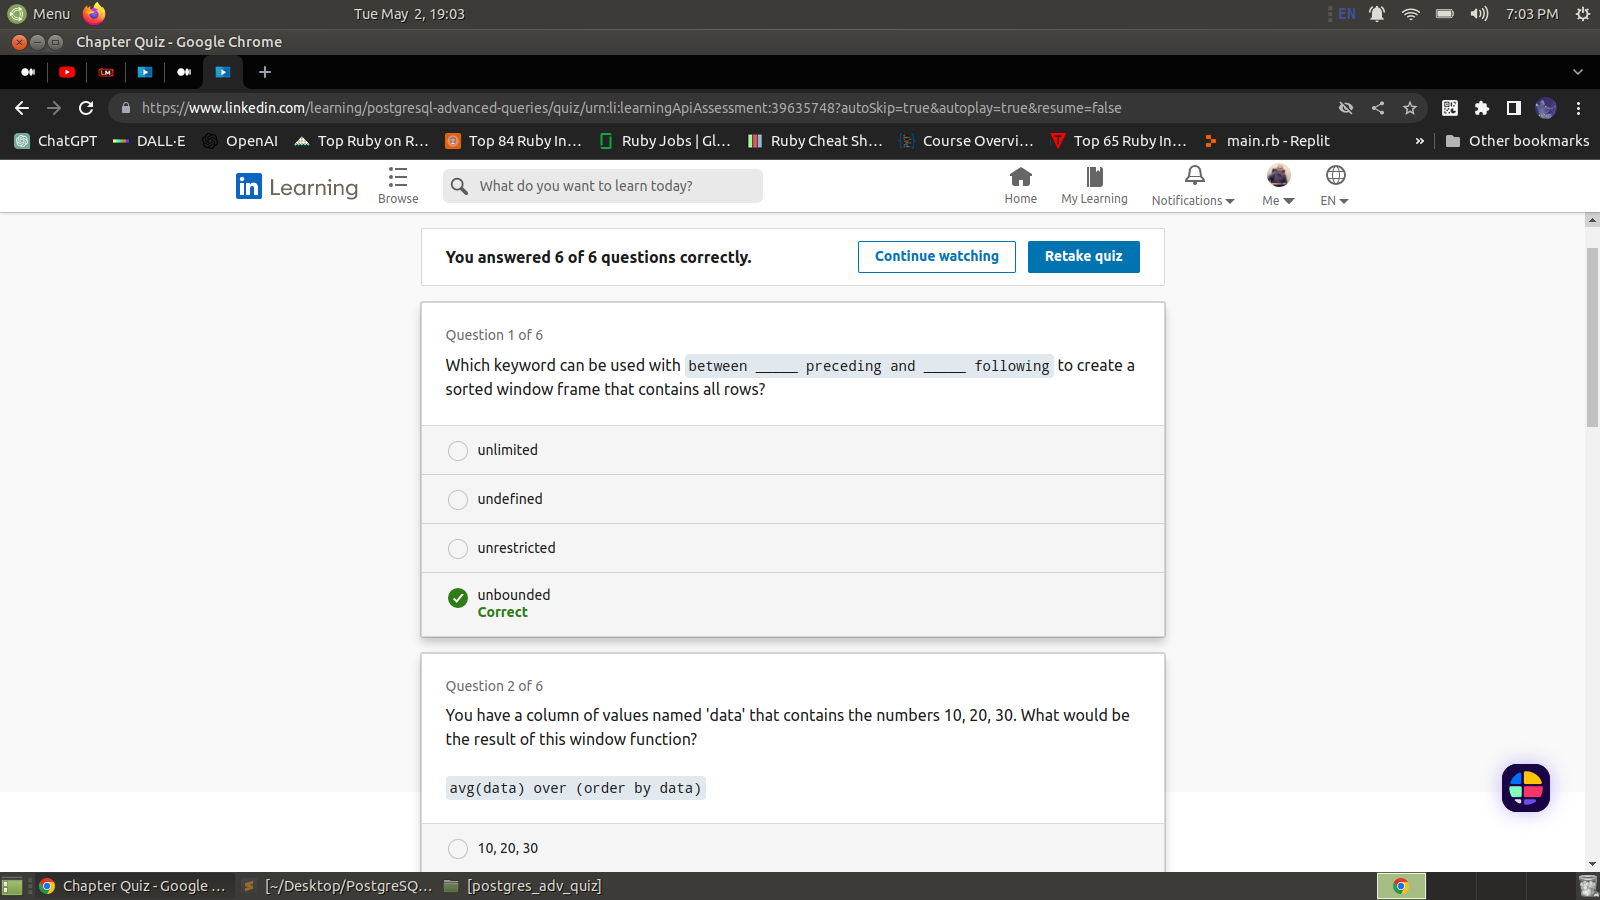 Menu
Tue May 2, 19:03
EN
7:03 PM
Chapter Quiz - Google Chrome
LM
https://www.linkedin.com/learning/postgresql-advanced-queries/quiz/urn:li:learningApiAssessment:39635748?autoSkip=true&autoplay=true&resume=false
ChatGPT
DALL·E
OpenAI
Top Ruby on R...
Top 84 Ruby In...
Ruby Jobs | Gl...
Ruby Cheat Sh...
Course Overvi...
Top 65 Ruby In...
main.rb - Replit
»
Other bookmarks
in Learning
Browse
What do you want to learn today?
Home
My Learning
Notifications
Me
EN
You answered 6 of 6 questions correctly.
Continue watching
Retake quiz
Question 1 of 6
Which keyword can be used with between _____ preceding and _____ following to create a
sorted window frame that contains all rows?
unlimited
undefined
unrestricted
unbounded
Correct
Question 2 of 6
You have a column of values named 'data' that contains the numbers 10, 20, 30. What would be
the result of this window function?
avg(data) over (order by data)
10, 20, 30
Chapter Quiz - Google ...
[~/Desktop/PostgreSQ...
[postgres_adv_quiz]